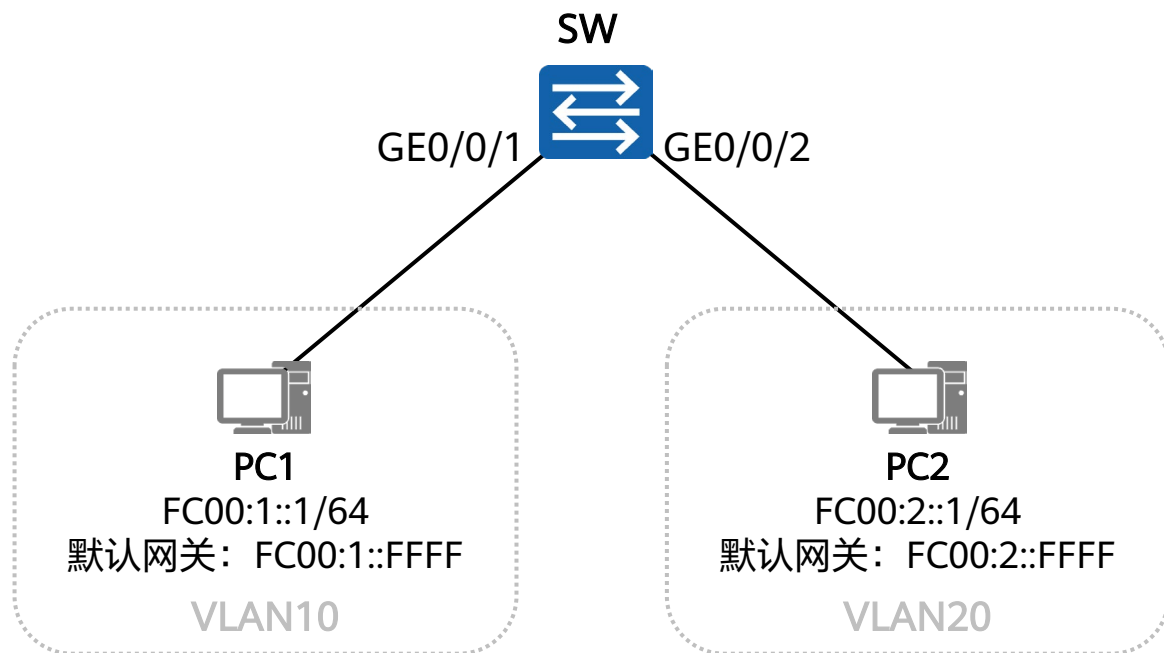 SW
GE0/0/1
GE0/0/2
PC1
FC00:1::1/64
默认网关：FC00:1::FFFF
VLAN10
PC2
FC00:2::1/64
默认网关：FC00:2::FFFF
VLAN20